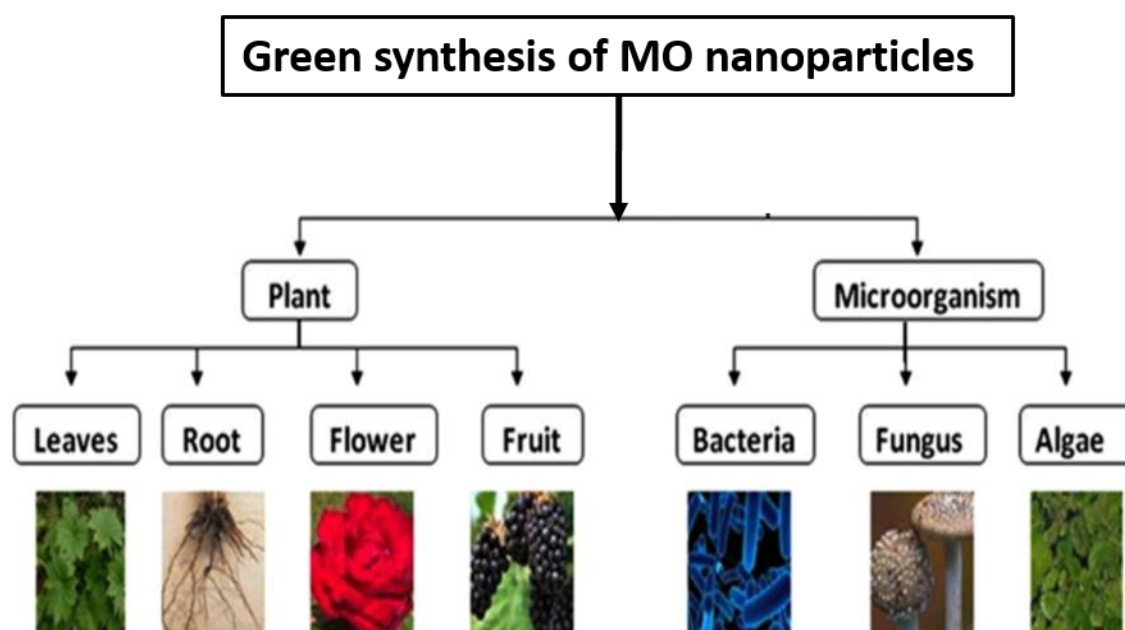 Green synthesis of MO nanoparticles
Plant
Microorganism
Leaves
Root
Flower
Fruit
Bacteria
Fungus
Algae